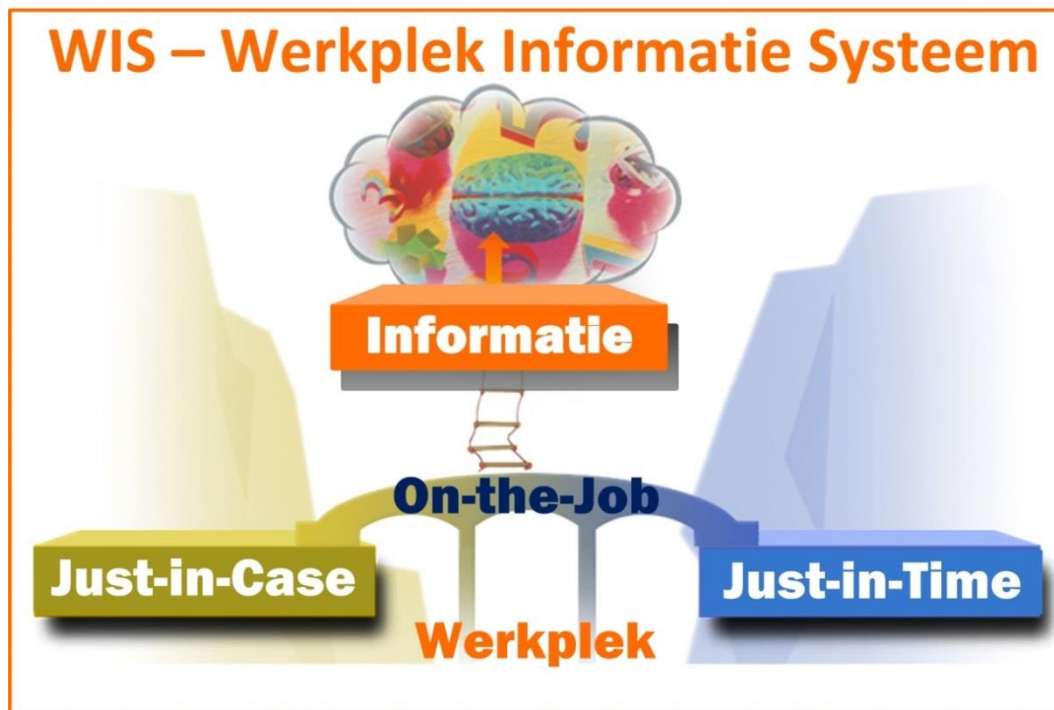 WIS – Werkplek Informatie Systeem
Informatie
On-the-Job
Just-in-Case
Just-in-Time
Werkplek